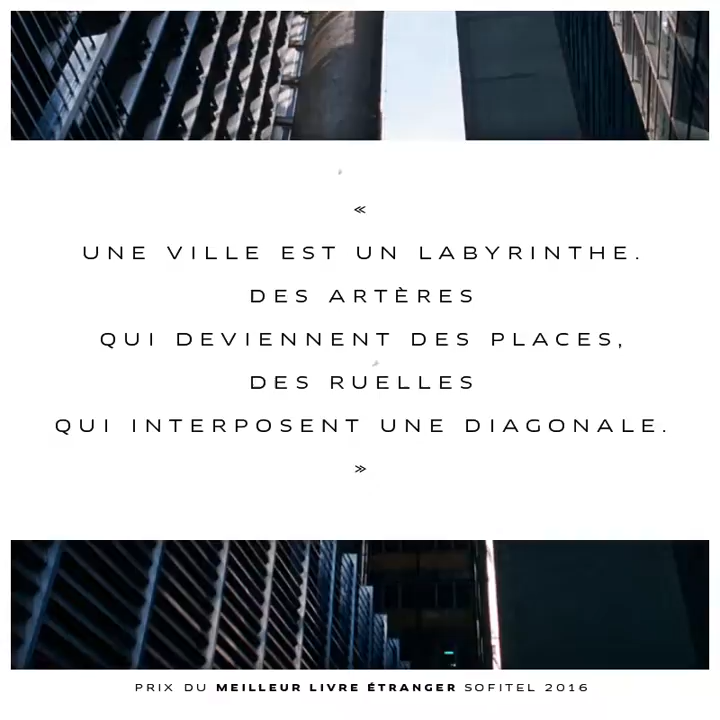 «
UNE VILLE EST UN LABYRINTHE.
DES ARTÈRES
QUI DEVIENNENT DES PLACES,
DES RUELLES
QUI INTERPOSENT UNE DIAGONALE.
»
PRIX DU MEILLEUR LIVRE ÉTRANGER SOFITEL 2016